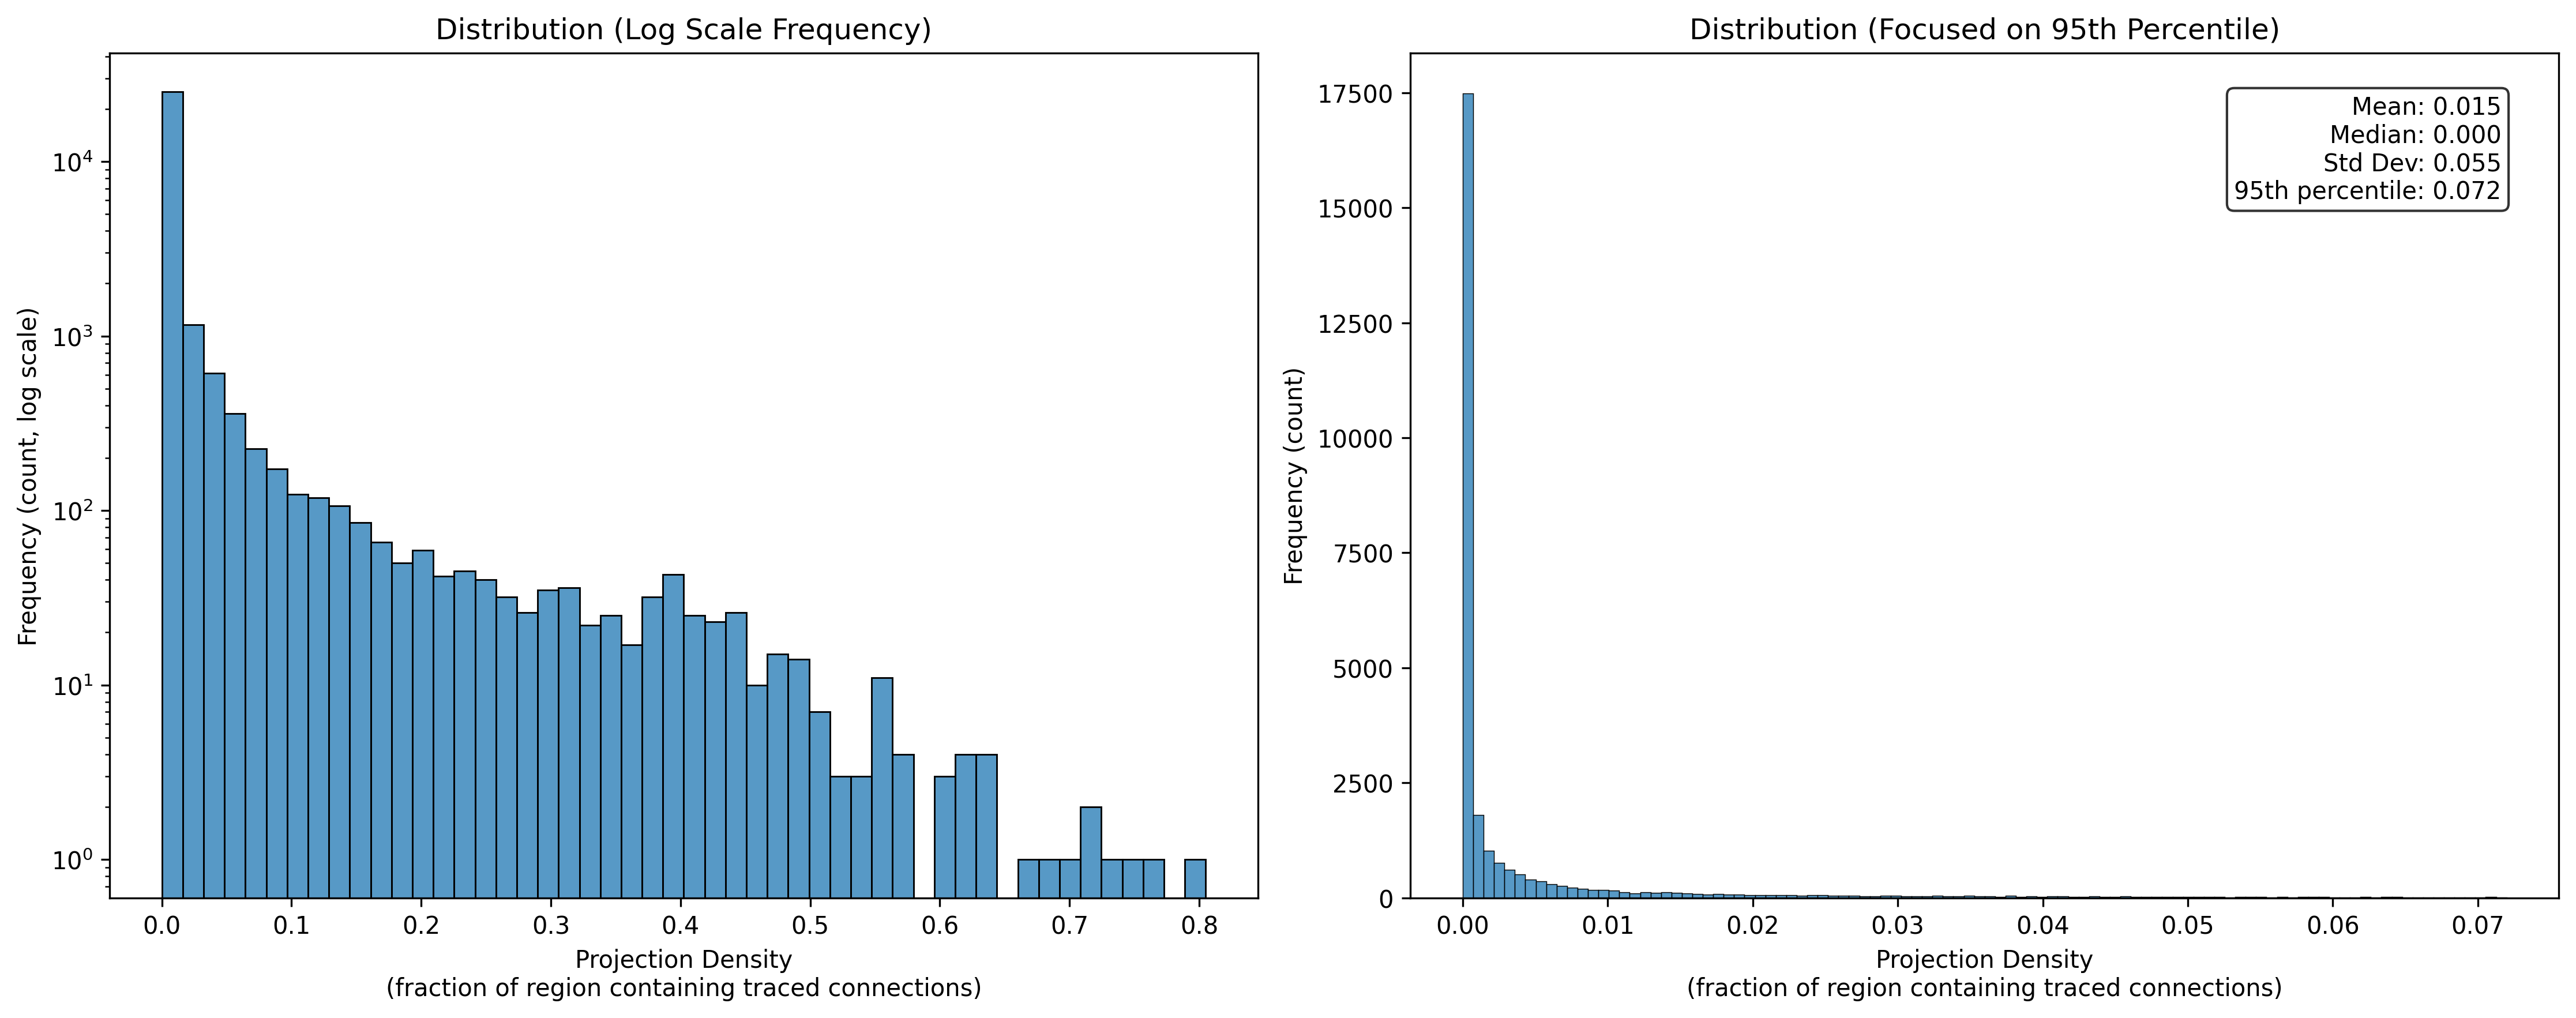 Distribution (Log Scale Frequency)
Frequency (count, log scale)
10⁴
10³
10²
10¹
10⁰
0.0 0.1 0.2 0.3 0.4 0.5 0.6 0.7 0.8
Projection Density
(fraction of region containing traced connections)
Distribution (Focused on 95th Percentile)
Frequency (count)
17500
15000
12500
10000
7500
5000
2500
0
Mean: 0.015
Median: 0.000
Std Dev: 0.055
95th percentile: 0.072
0.00 0.01 0.02 0.03 0.04 0.05 0.06 0.07
Projection Density
(fraction of region containing traced connections)